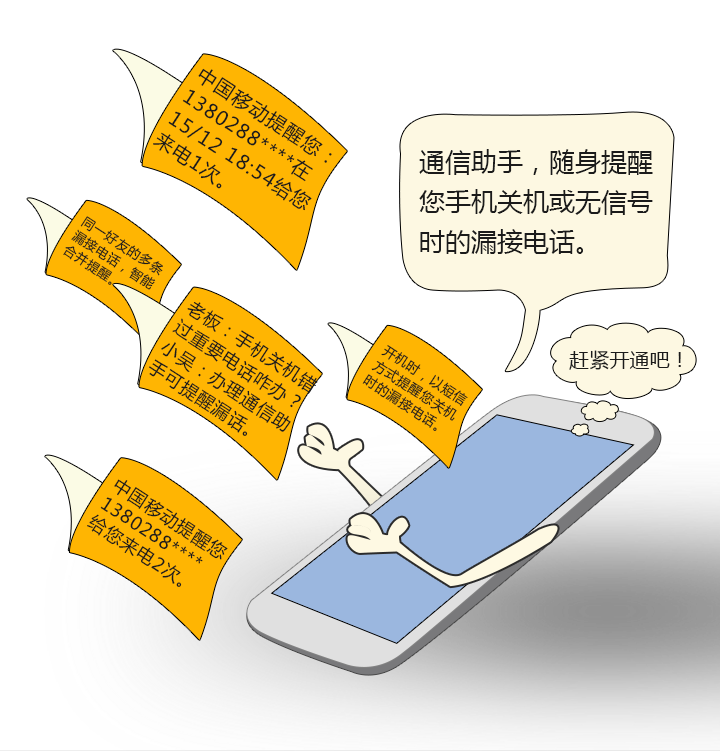 中国移动提醒您：
1380288****在
15/12 18:54给您
来电1次。
通信助手，随身提醒
您手机关机或无信号
时的漏接电话。
同一好友的多条
漏接电话，智能
合并提醒。
老板：手机关机错
过重要电话咋办？
小吴：办理通信助
手可提醒漏话。
开机时，以短信
方式提醒您关机
时的漏接电话。
赶紧开通吧！
中国移动提醒您
1380288****
给您来电2次。